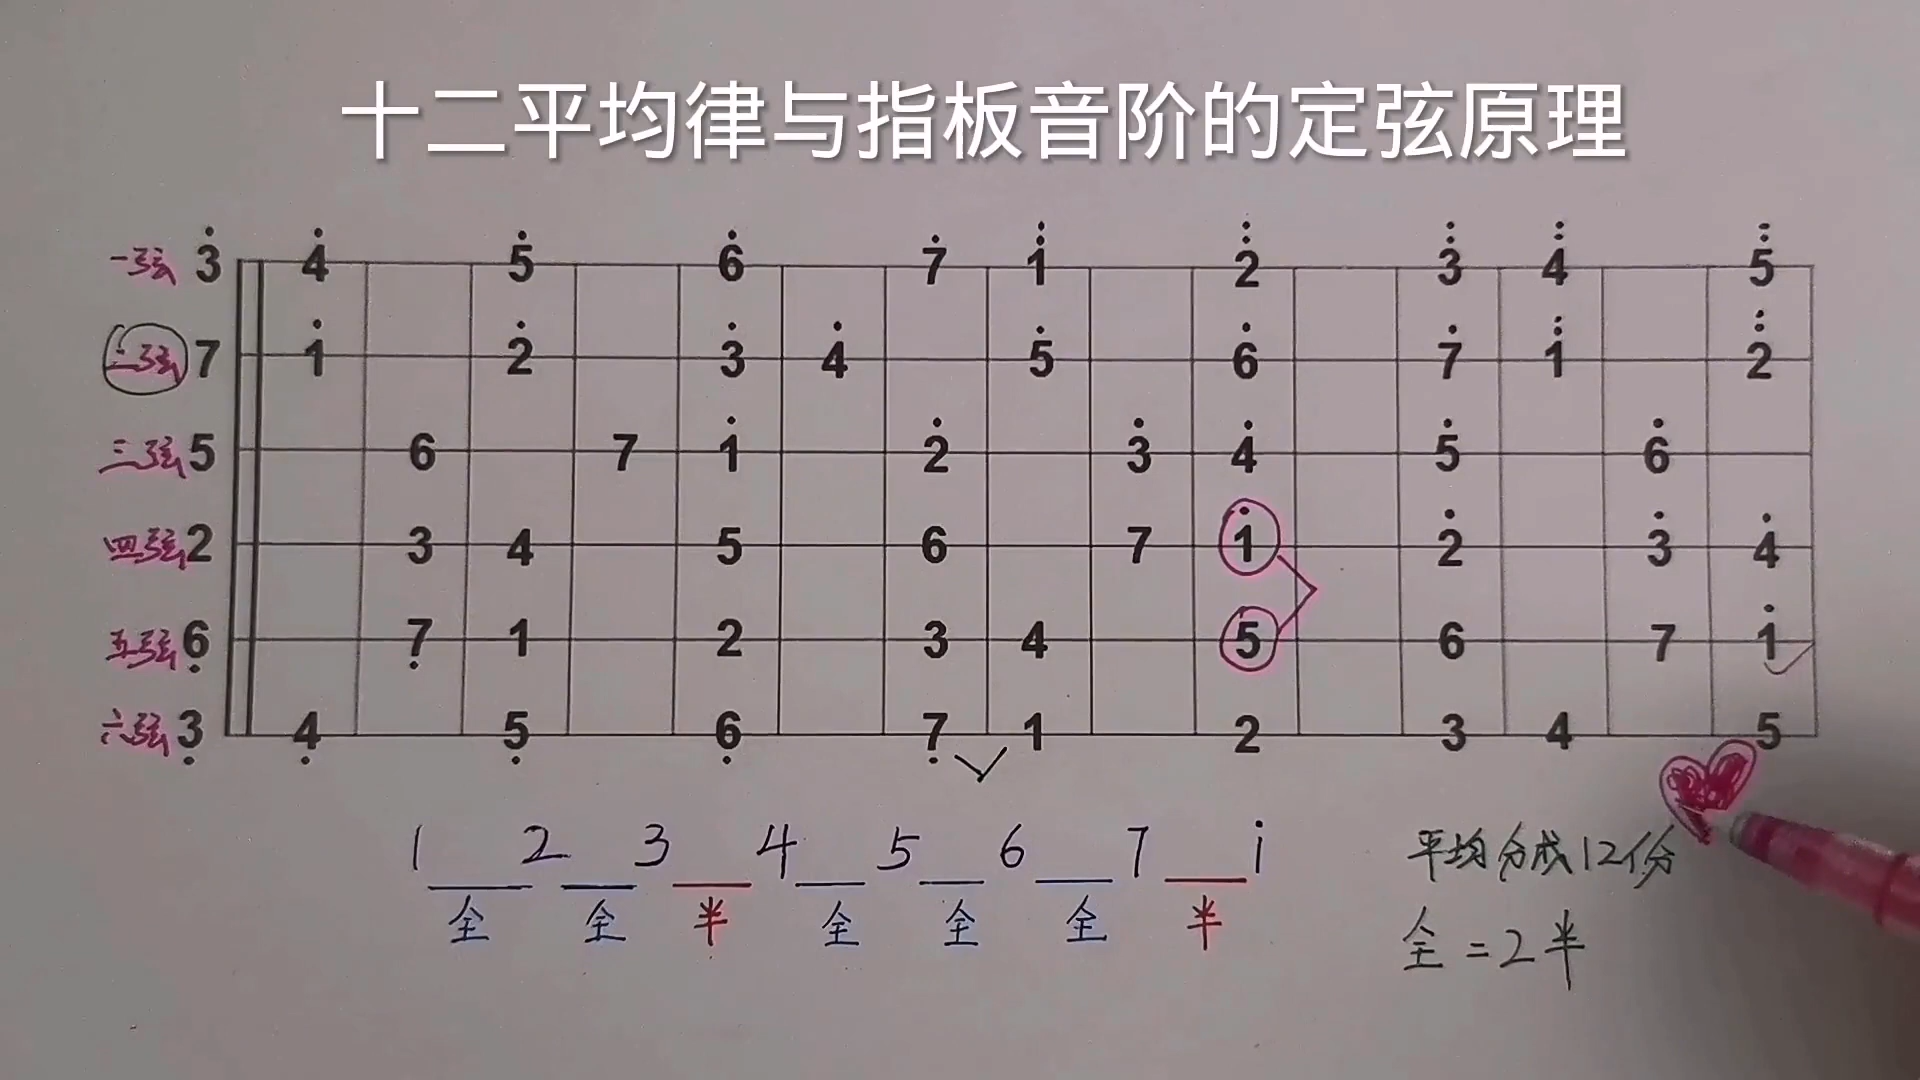 十二平均律与指板音阶的定弦原理
一弦 3̇ 4̇ 5̇ 6̇ 7̇ 1̈ 2̈ 3̈ 4̈ 5̈
二弦 7 1̇ 2̇ 3̇ 4̇ 5̇ 6̇ 7̇ 1̈ 2̈
三弦 5 6 7 1̇ 2̇ 3̇ 4̇ 5̇ 6̇
四弦 2 3 4 5 6 7 1̇ 2̇ 3̇ 4̇
五弦 6̣ 7̣ 1 2 3 4 5 6 7 1̇
六弦 3̣ 4̣ 5̣ 6̣ 7̣ 1 2 3 4 5
1 2 3 4 5 6 7 i
全 全 半 全 全 全 半
平均分成12份
全=2半